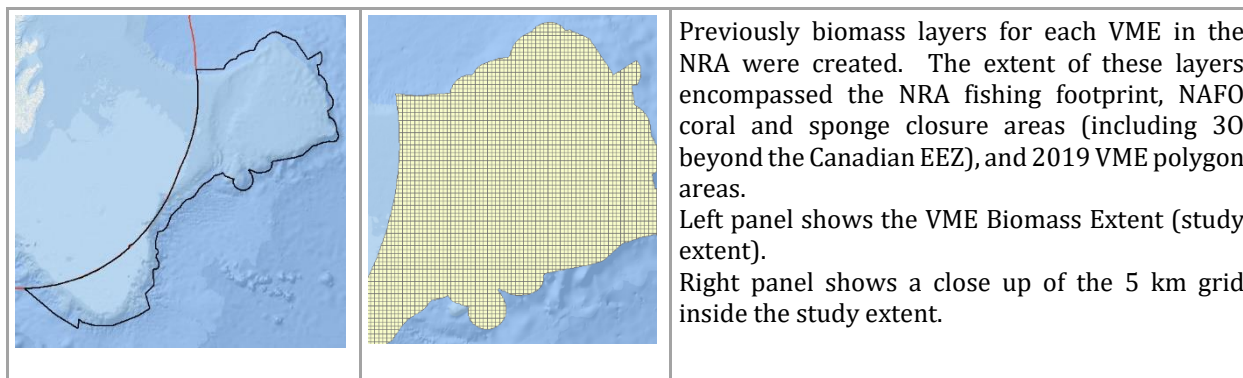 Previously biomass layers for each VME in the
NRA were created. The extent of these layers
encompassed the NRA fishing footprint, NAFO
coral and sponge closure areas (including 3O
beyond the Canadian EEZ), and 2019 VME polygon
areas.
Left panel shows the VME Biomass Extent (study
extent).
Right panel shows a close up of the 5 km grid
inside the study extent.